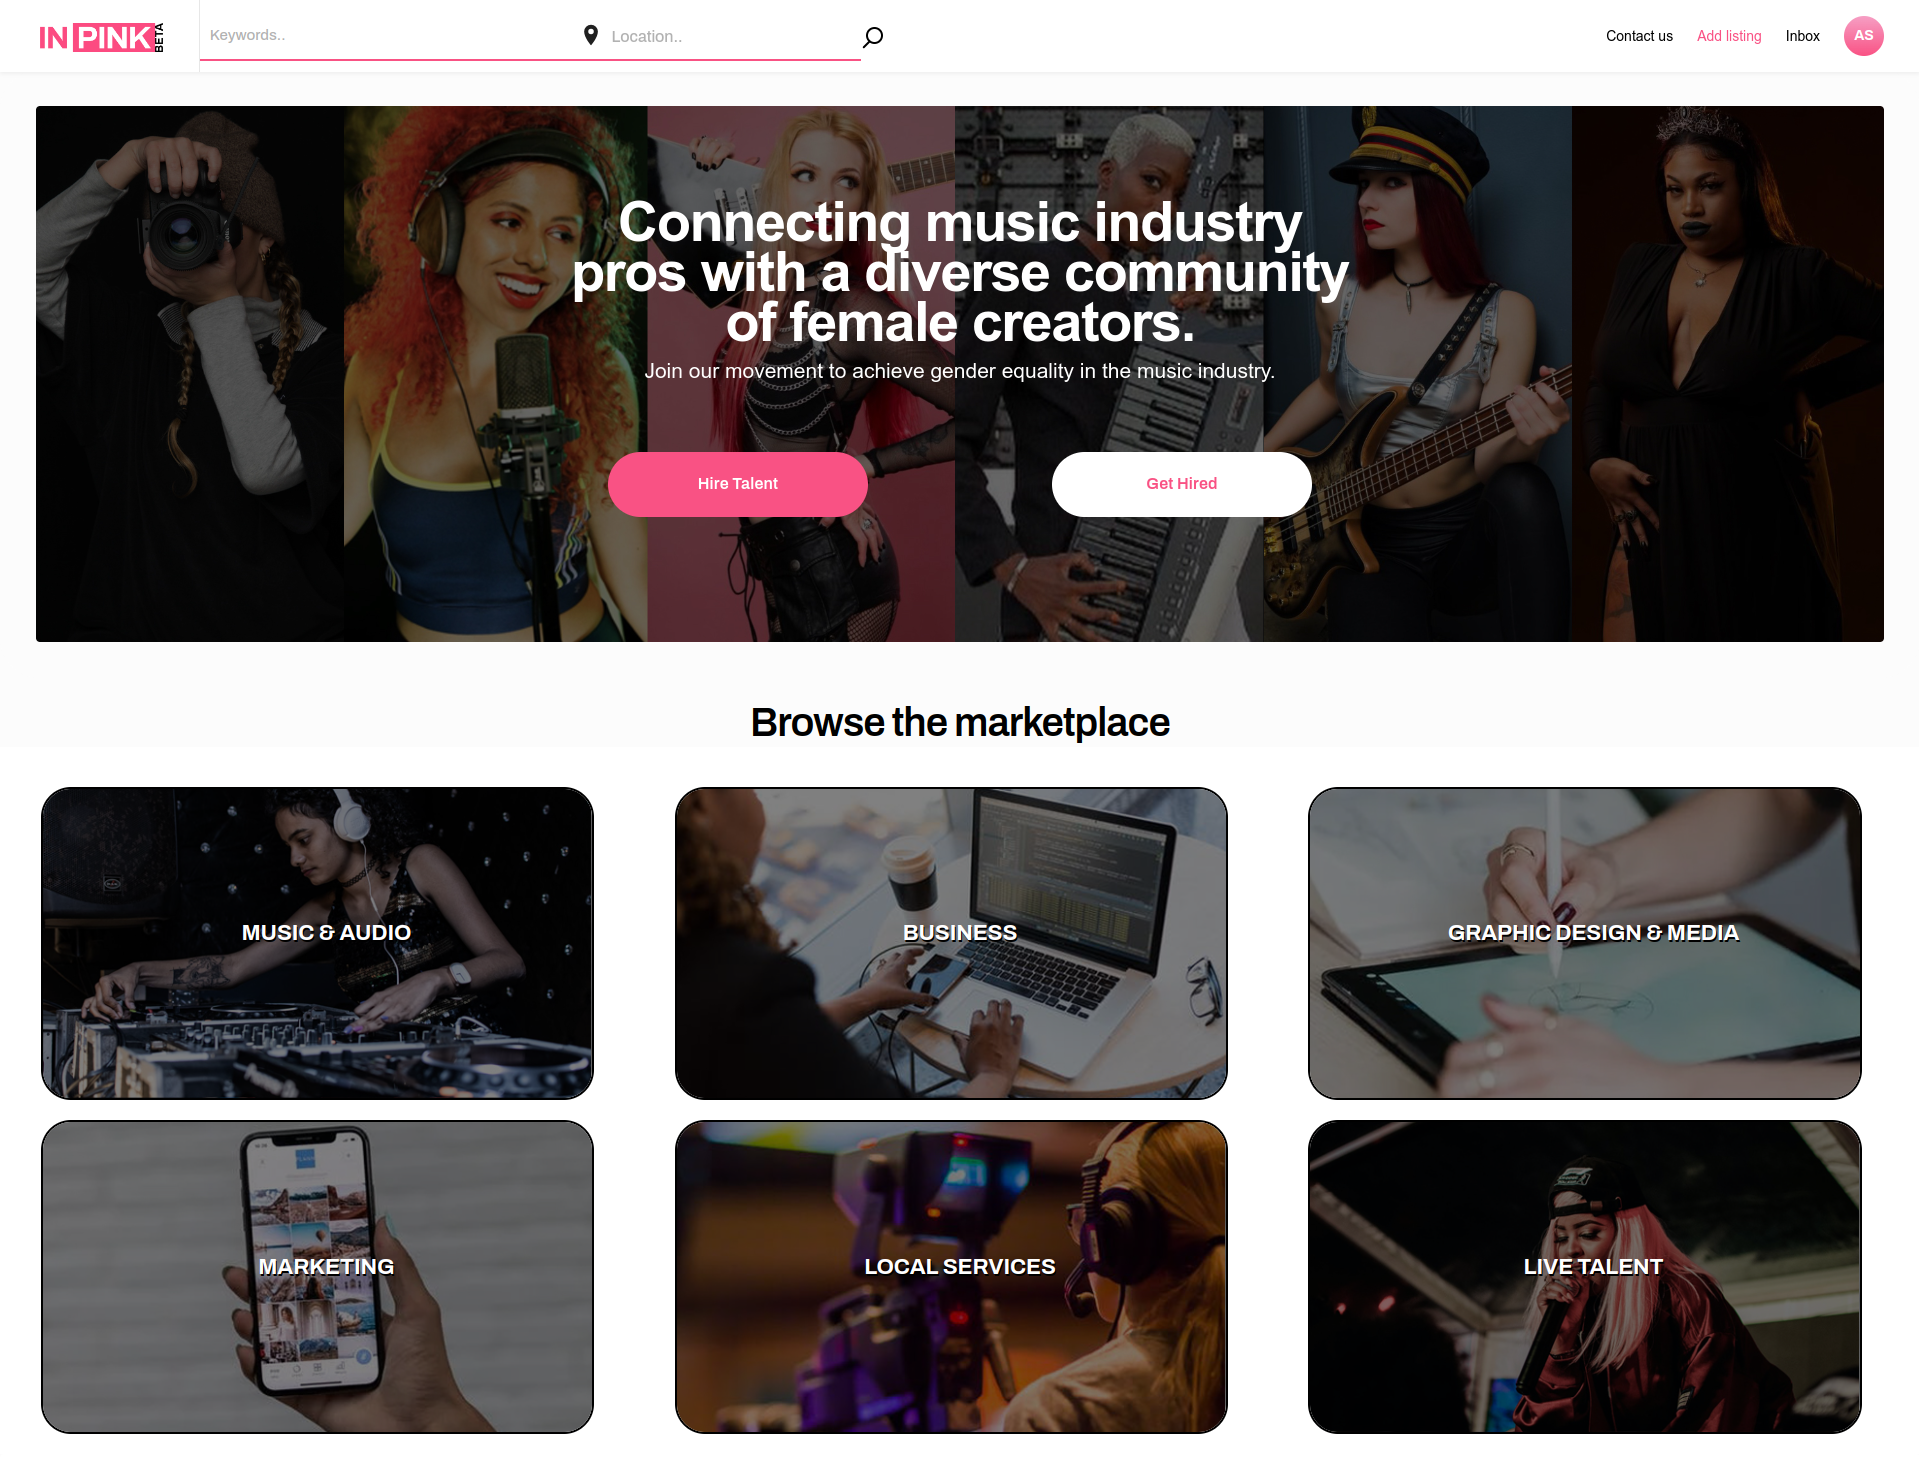 IN PINK BETA
Keywords..
Location..
Contact us
Add listing
Inbox
AS
Connecting music industry
pros with a diverse community
of female creators.
Join our movement to achieve gender equality in the music industry.
Hire Talent
Get Hired
Browse the marketplace
MUSIC & AUDIO
BUSINESS
GRAPHIC DESIGN & MEDIA
MARKETING
LOCAL SERVICES
LIVE TALENT